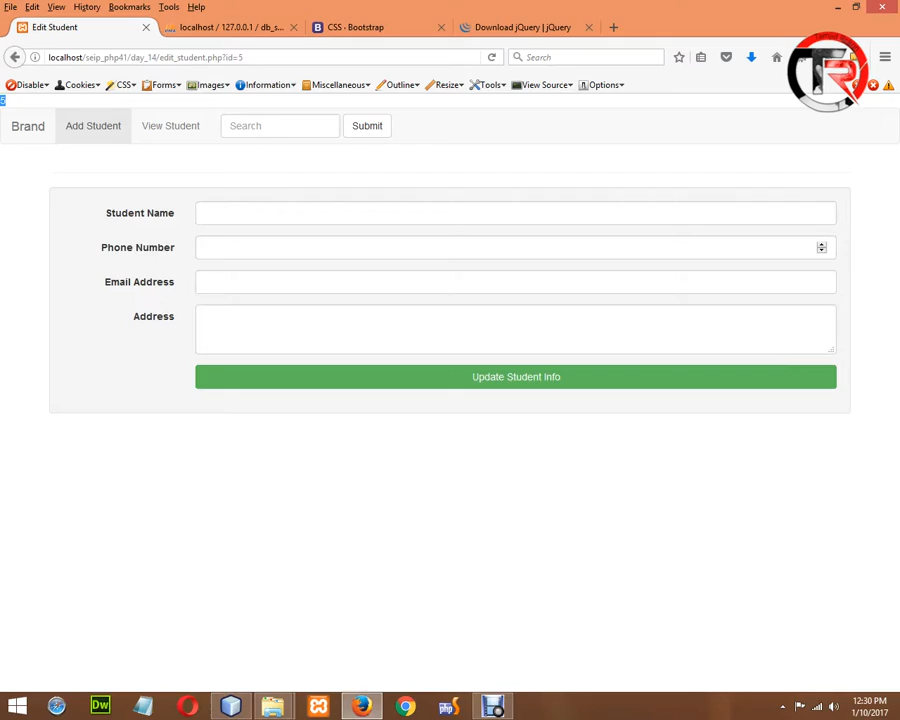 File Edit View History Bookmarks Tools Help
Edit Student
localhost / 127.0.0.1 / db_s...
CSS - Bootstrap
Download jQuery | jQuery
localhost/seip_php41/day_14/edit_student.php?id=5
Search
Disable Cookies CSS Forms Images Information Miscellaneous Outline Resize Tools View Source Options
5
Brand
Add Student
View Student
Search
Submit
Student Name
Phone Number
Email Address
Address
Update Student Info
Dw
php
12:30 PM
1/10/2017